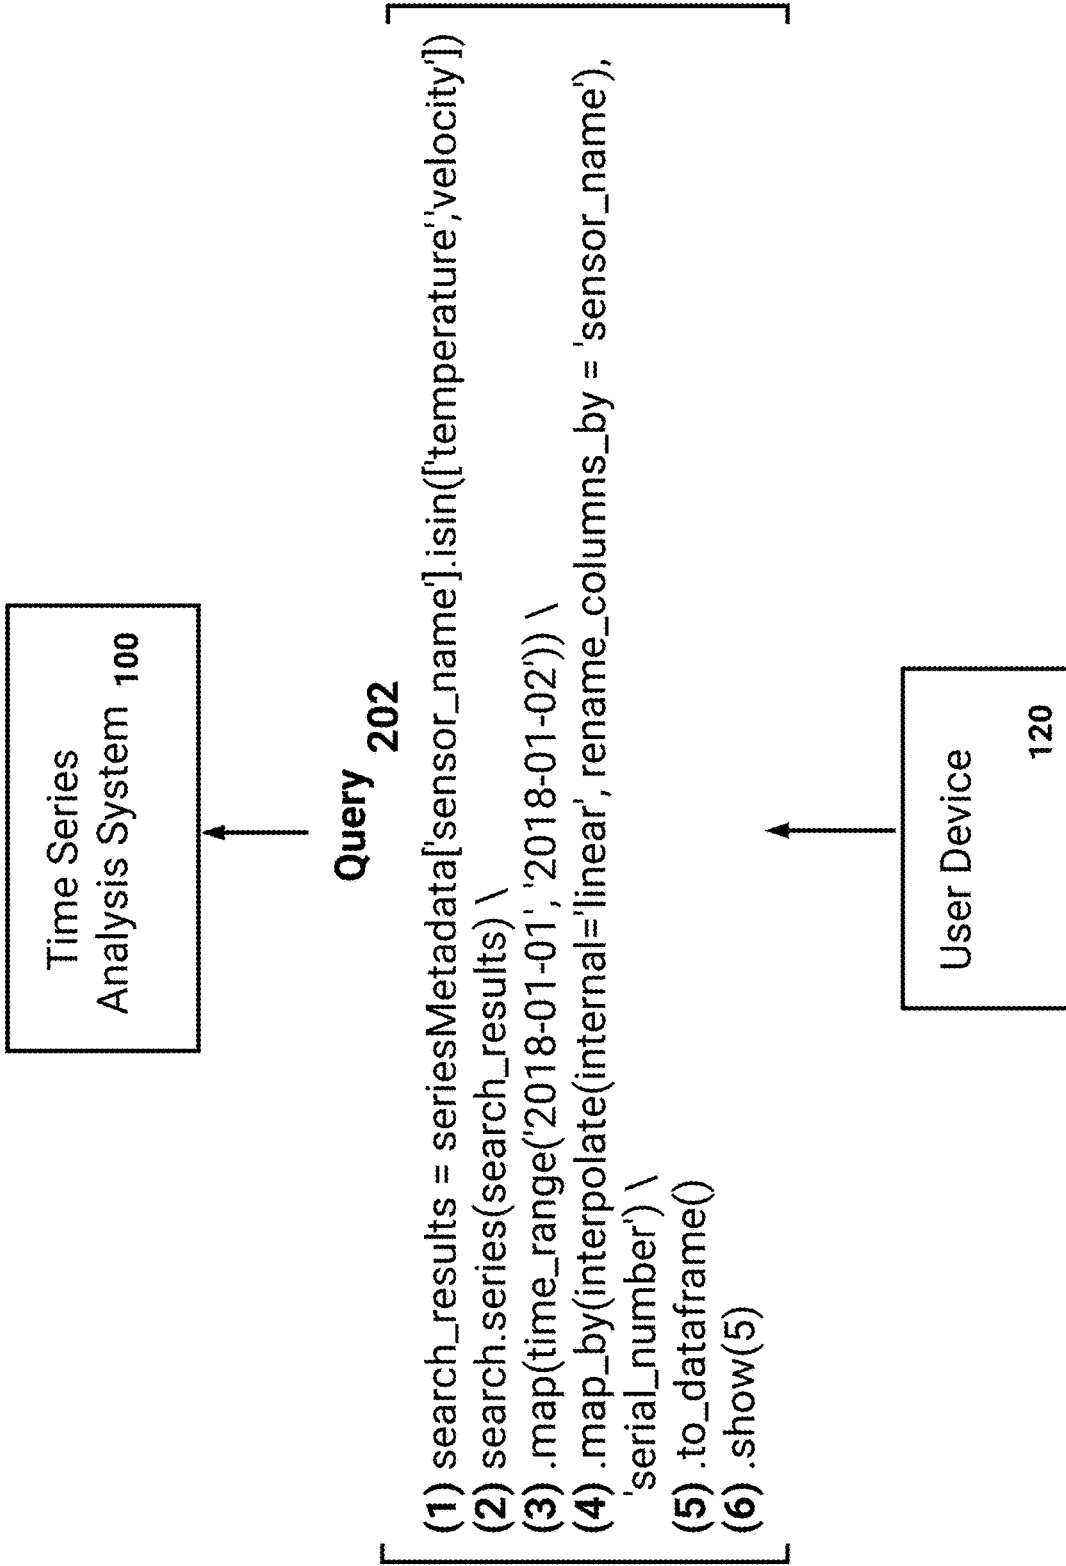 Time Series
Analysis System 100
Query 202
(1) search_results = seriesMetadata['sensor_name'].isin(['temperature','velocity'])
(2) search.series(search_results) \
(3) .map(time_range('2018-01-01', '2018-01-02')) \
(4) .map_by(interpolate(internal='linear', rename_columns_by = 'sensor_name'),
'serial_number') \
(5) .to_dataframe()
(6) .show(5)
User Device
120